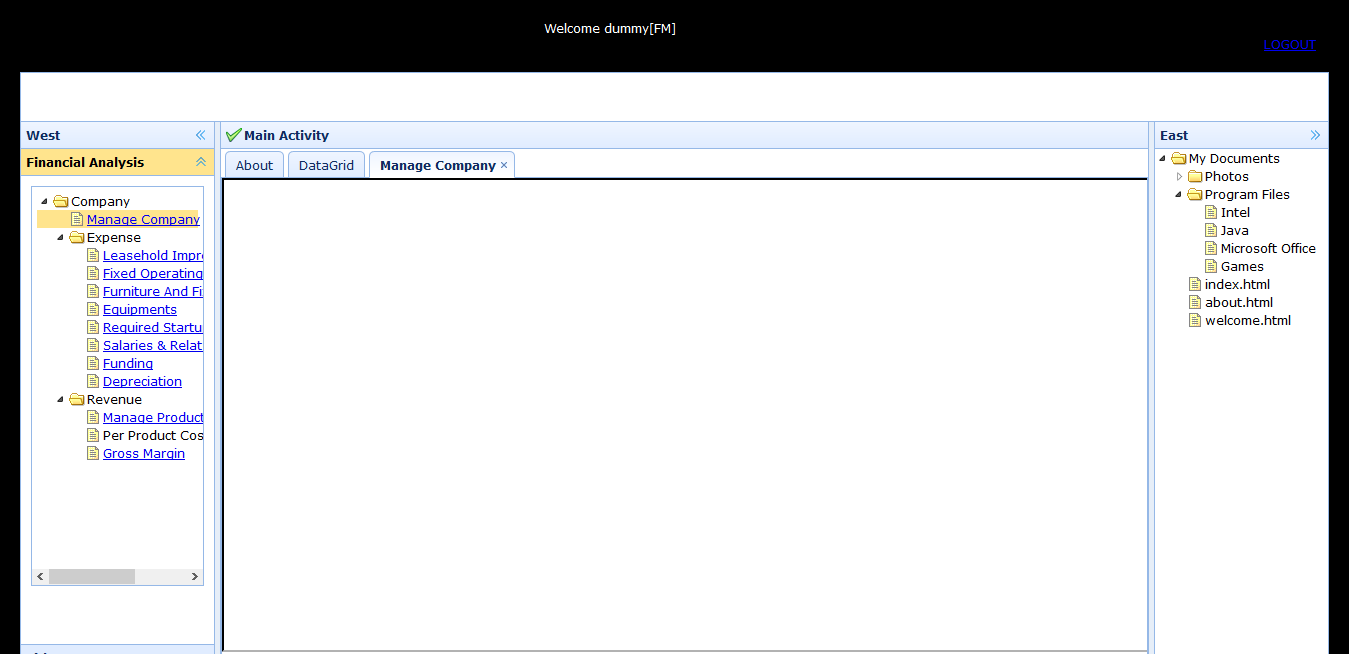 Welcome dummy[FM]
LOGOUT
West
Financial Analysis
Company
Manage Company
Expense
Leasehold Impr
Fixed Operating
Furniture And Fi
Equipments
Required Startu
Salaries & Relat
Funding
Depreciation
Revenue
Manage Product
Per Product Cos
Gross Margin
Main Activity
About DataGrid Manage Company ×
East
My Documents
Photos
Program Files
Intel
Java
Microsoft Office
Games
index.html
about.html
welcome.html